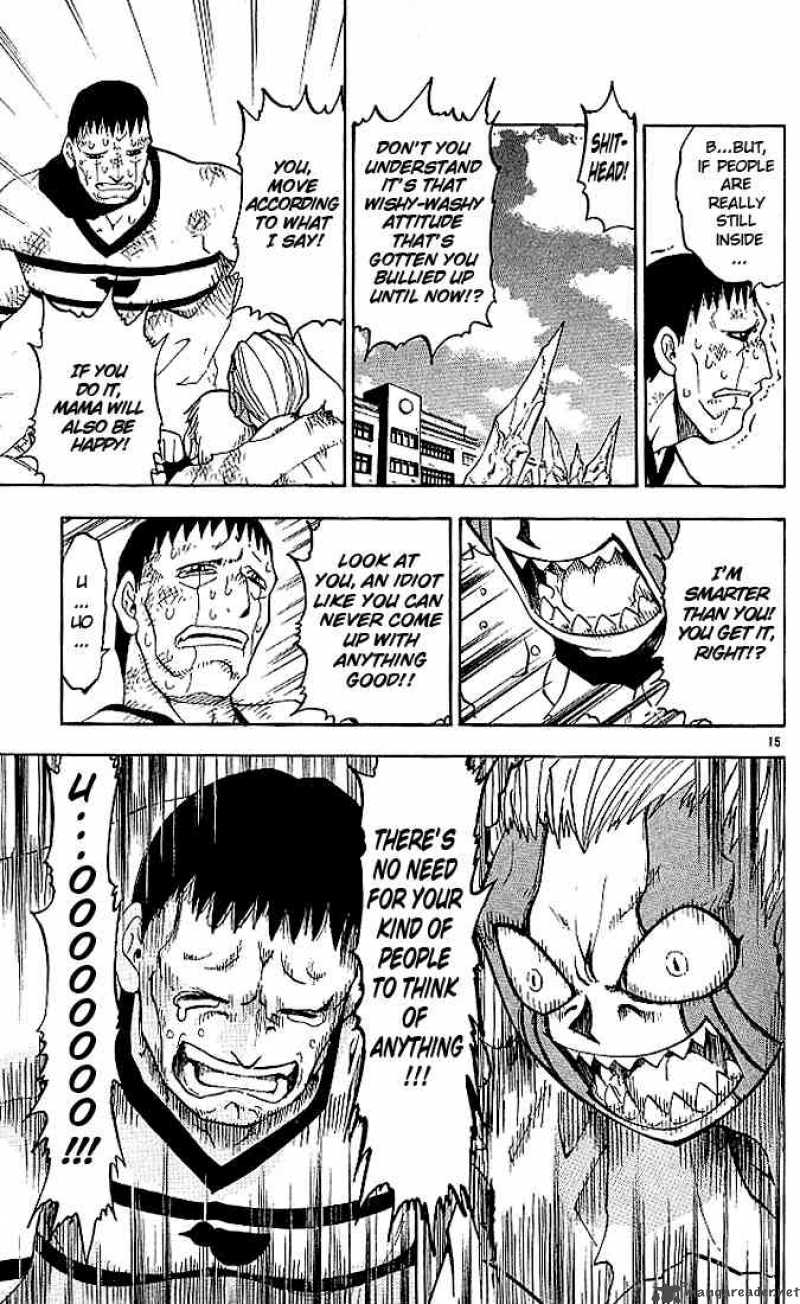 B...BUT,
IF PEOPLE
ARE
REALLY
STILL
INSIDE
...
SHIT-
HEAD!
DON'T YOU
UNDERSTAND
IT'S THAT
WISHY-WASHY
ATTITUDE
THAT'S
GOTTEN YOU
BULLIED UP
UNTIL NOW!?
YOU,
MOVE
ACCORDING
TO WHAT
I SAY!
IF YOU
DO IT,
MAMA WILL
ALSO BE
HAPPY!
I'M
SMARTER
THAN YOU!
YOU GET IT,
RIGHT!?
LOOK AT
YOU, AN IDIOT
LIKE YOU CAN
NEVER COME
UP WITH
ANYTHING
GOOD!!
U
...
UO
...
15
THERE'S
NO NEED
FOR YOUR
KIND OF
PEOPLE
TO THINK
OF
ANYTHING
!!!
U...OOOOOOOO!!!
Mangareader.net